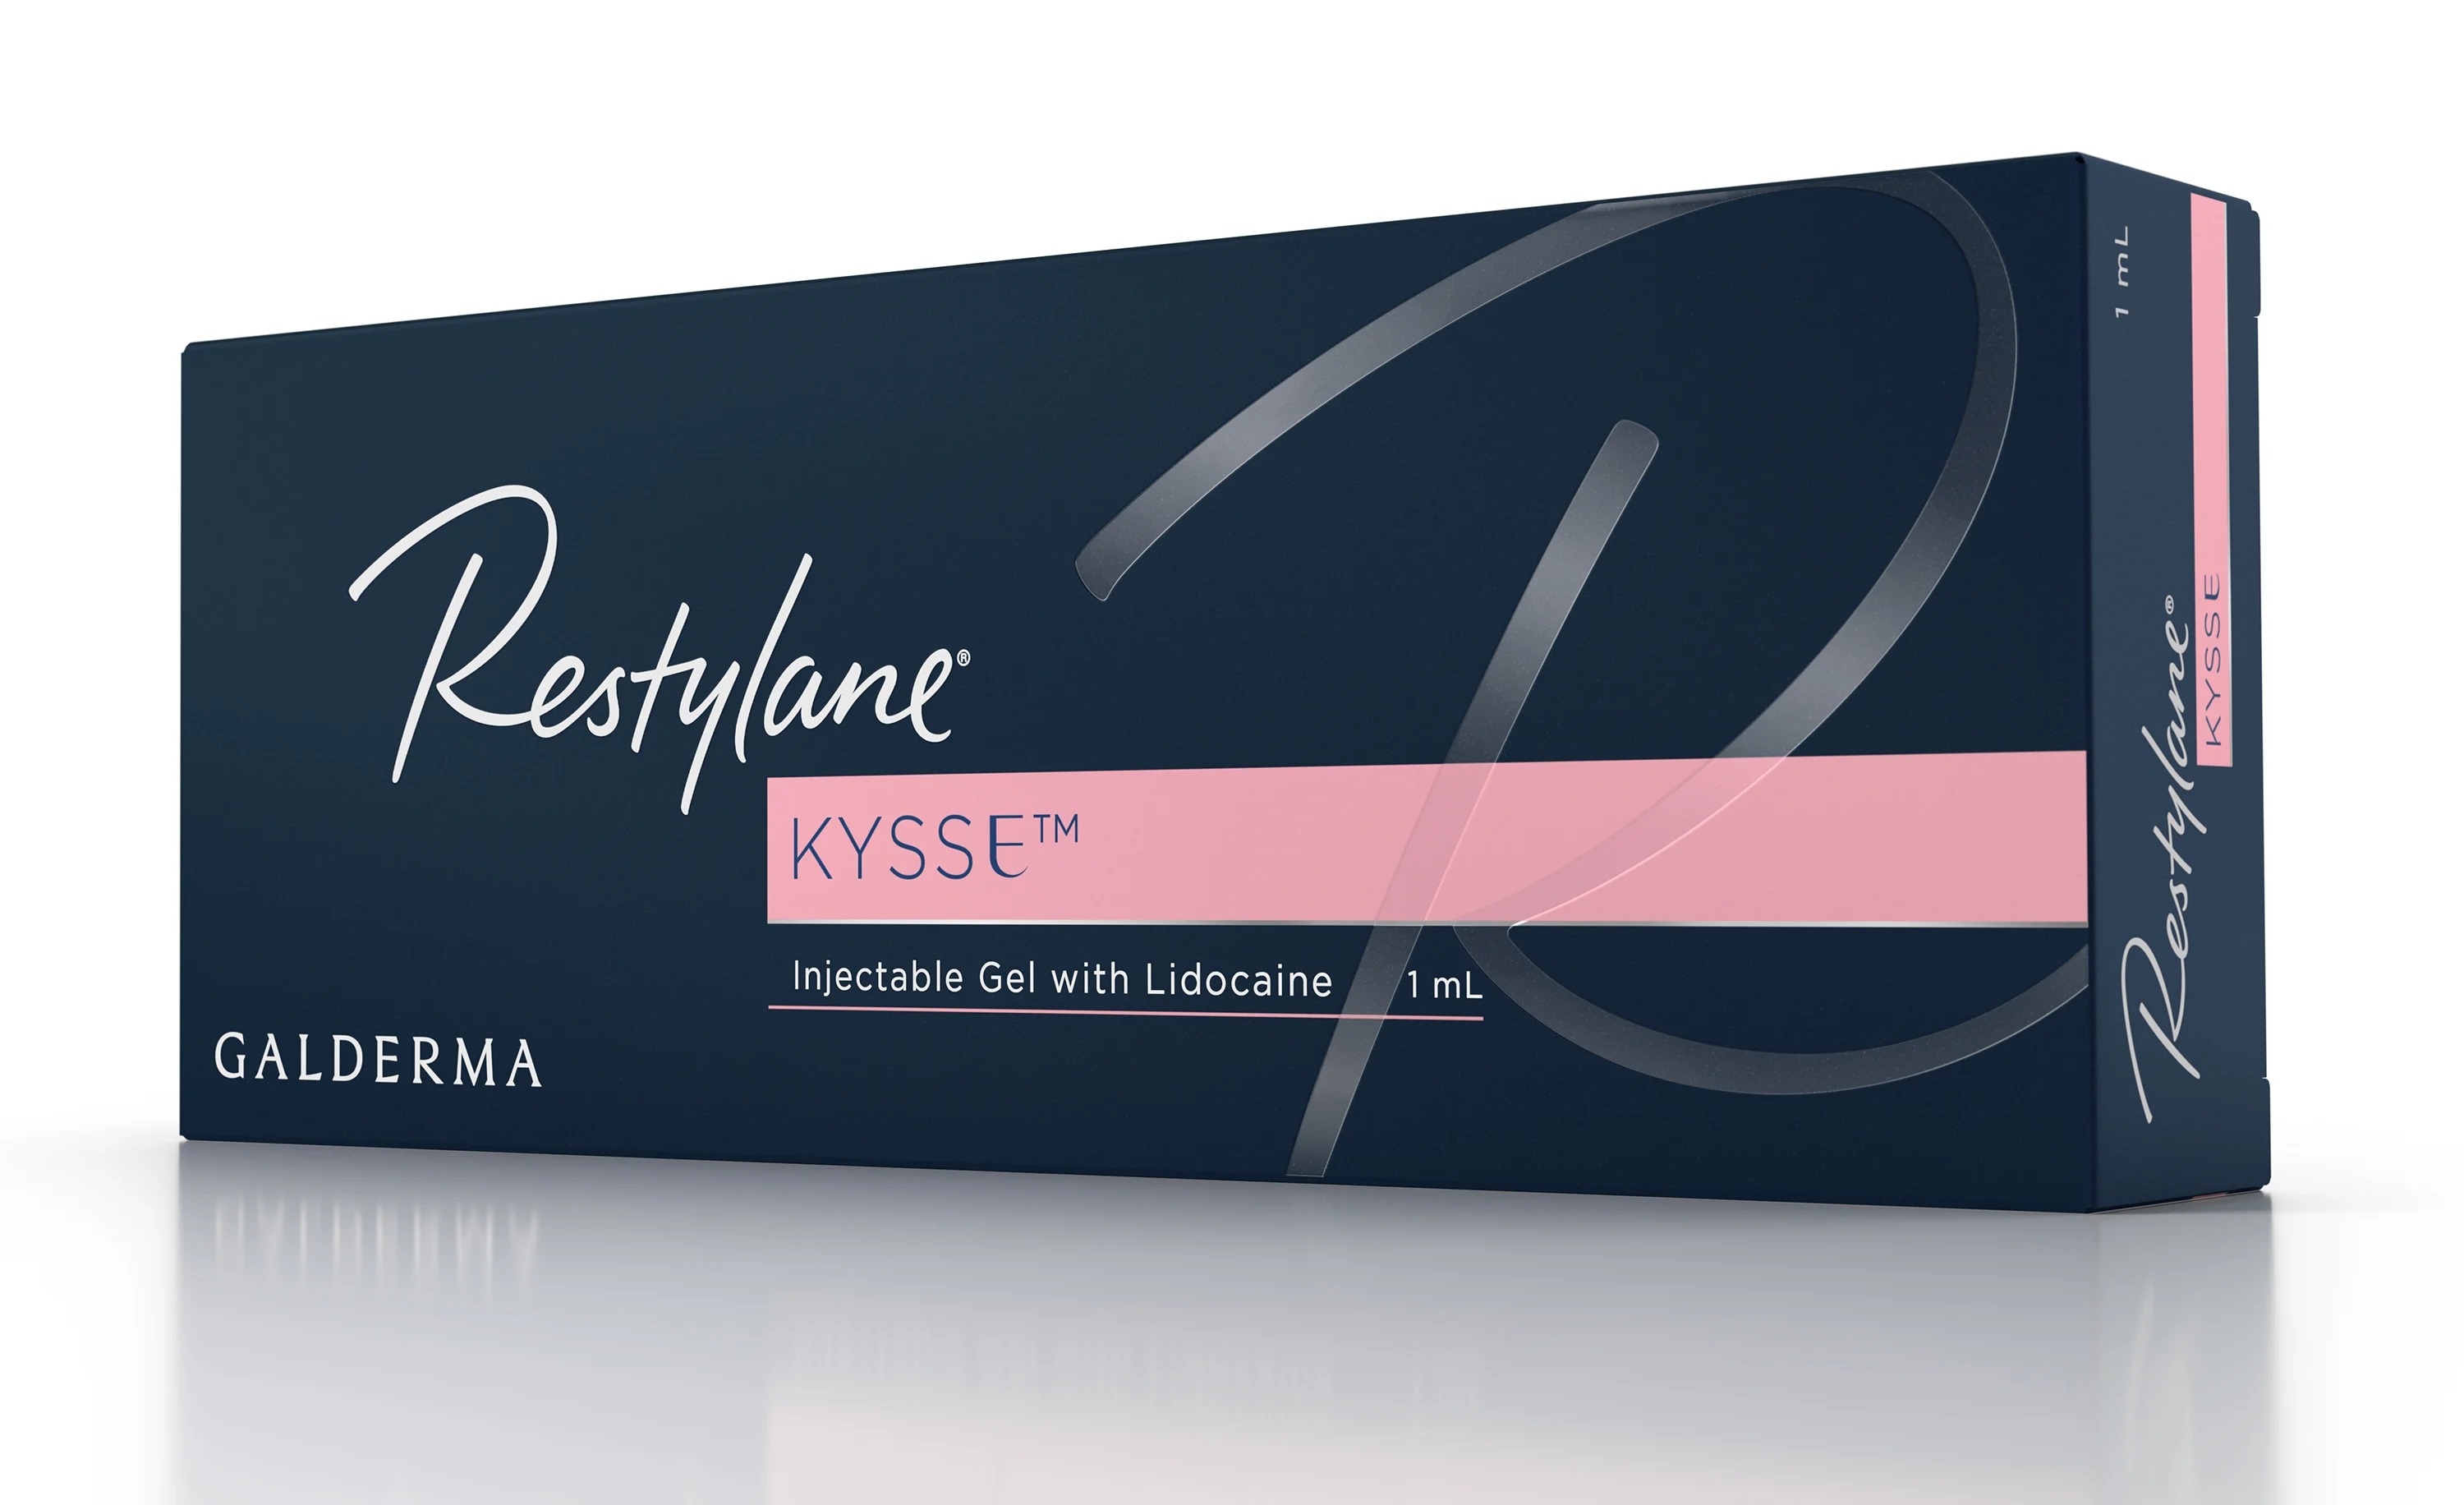 Restylane®
KYSSE™
Injectable Gel with Lidocaine 1 mL
GALDERMA
1 mL
Restylane®
KYSSE